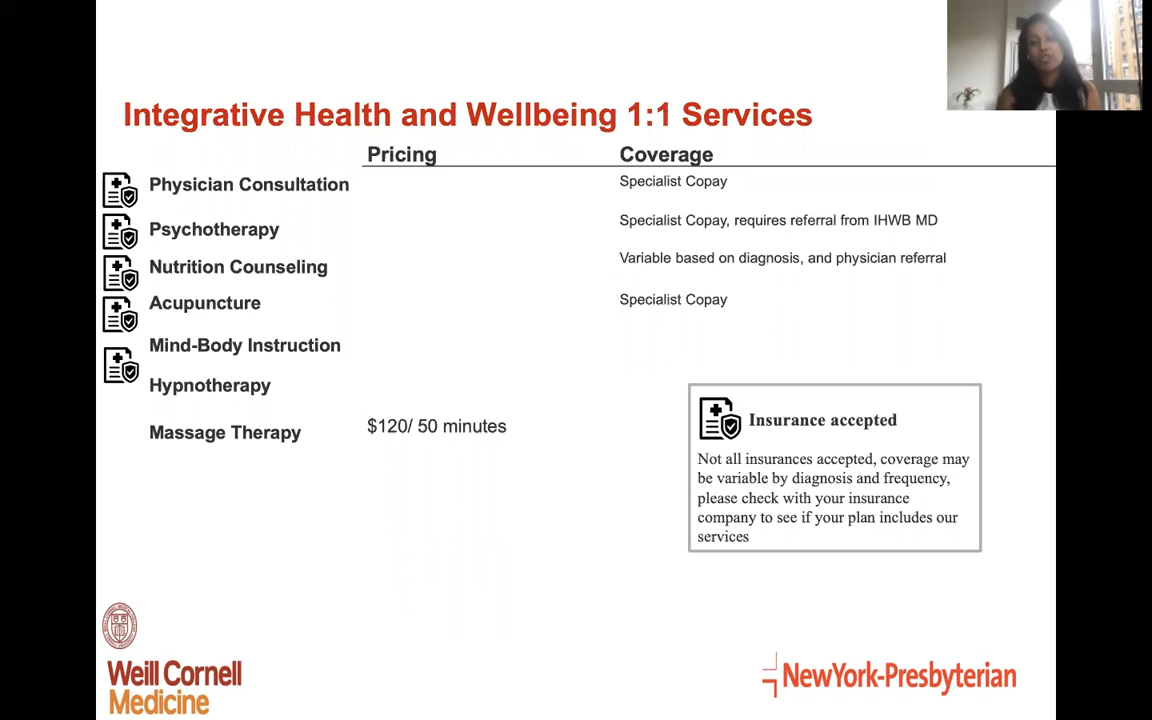 Integrative Health and Wellbeing 1:1 Services
Pricing Coverage
Physician Consultation Specialist Copay
Psychotherapy Specialist Copay, requires referral from IHWB MD
Nutrition Counseling Variable based on diagnosis, and physician referral
Acupuncture Specialist Copay
Mind-Body Instruction
Hypnotherapy
Massage Therapy $120/ 50 minutes
Insurance accepted
Not all insurances accepted, coverage may
be variable by diagnosis and frequency,
please check with your insurance
company to see if your plan includes our
services
Weill Cornell
Medicine
NewYork-Presbyterian